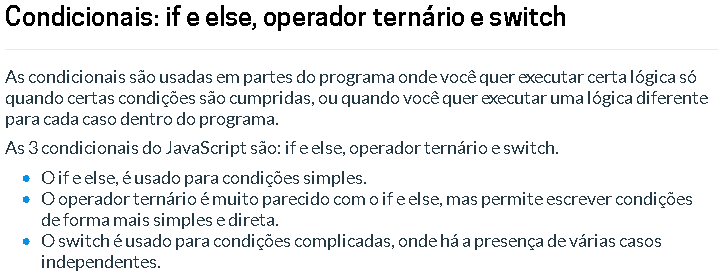 Condicionais: if e else, operador ternário e switch
As condicionais são usadas em partes do programa onde você quer executar certa lógica só
quando certas condições são cumpridas, ou quando você quer executar uma lógica diferente
para cada caso dentro do programa.
As 3 condicionais do JavaScript são: if e else, operador ternário e switch.
O if e else, é usado para condições simples.
O operador ternário é muito parecido com o if e else, mas permite escrever condições
de forma mais simples e direta.
O switch é usado para condições complicadas, onde há a presença de várias casos
independentes.